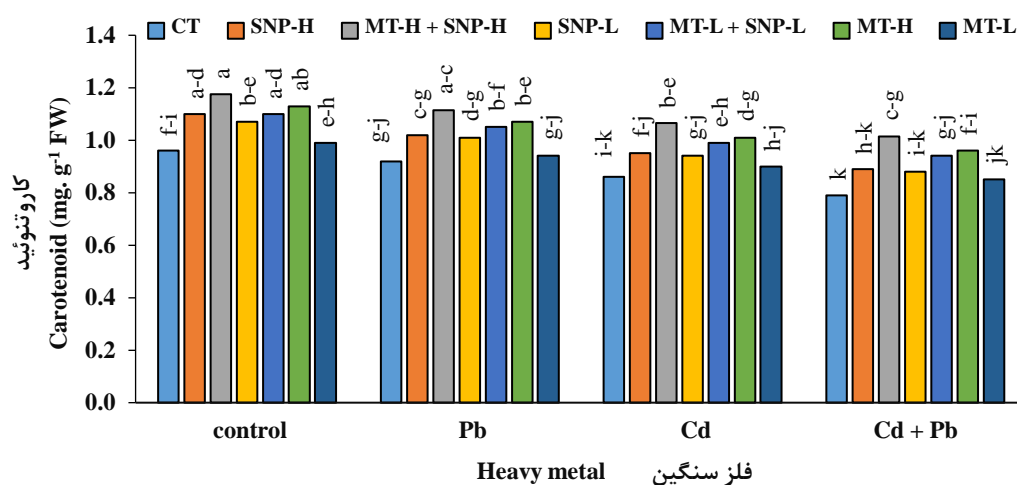 CT SNP-H MT-H + SNP-H SNP-L MT-L + SNP-L MT-H MT-L
کاروتنوئید
Carotenoid (mg. g-1 FW)
1.4
1.2
1.0
0.8
0.6
0.4
0.2
0.0
f-i a-d a b-e a-d ab e-h
g-j c-g a-c d-g b-f b-e g-j
i-k f-j b-e g-j e-h d-g h-j
k h-k c-g i-k g-j f-i jk
control Pb Cd Cd + Pb
Heavy metal فلز سنگین